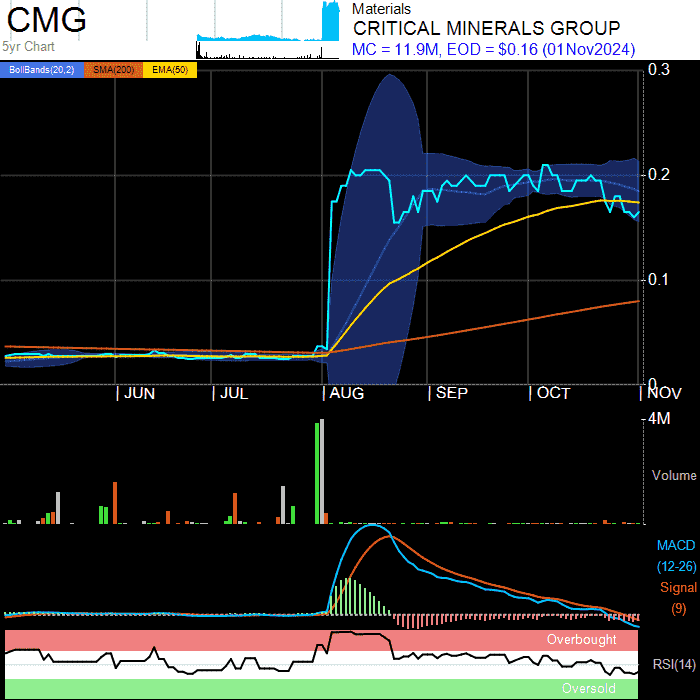 CMG
5yr Chart
Materials
CRITICAL MINERALS GROUP
MC = 11.9M, EOD = $0.16 (01Nov2024)
BollBands(20,2) SMA(200) EMA(50)
0.3
0.2
0.1
0
JUN JUL AUG SEP OCT NOV
4M
Volume
MACD
(12-26)
Signal
(9)
Overbought
RSI(14)
Oversold